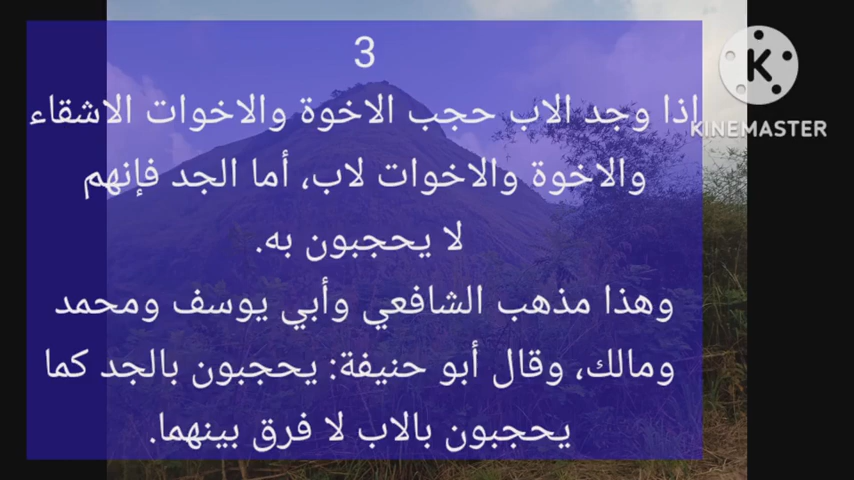 3
إذا وجد الاب حجب الاخوة والاخوات الاشقاء
والاخوة والاخوات لاب، أما الجد فإنهم
لا يحجبون به.
وهذا مذهب الشافعي وأبي يوسف ومحمد
ومالك، وقال أبو حنيفة: يحجبون بالجد كما
يحجبون بالاب لا فرق بينهما.
KINEMASTER